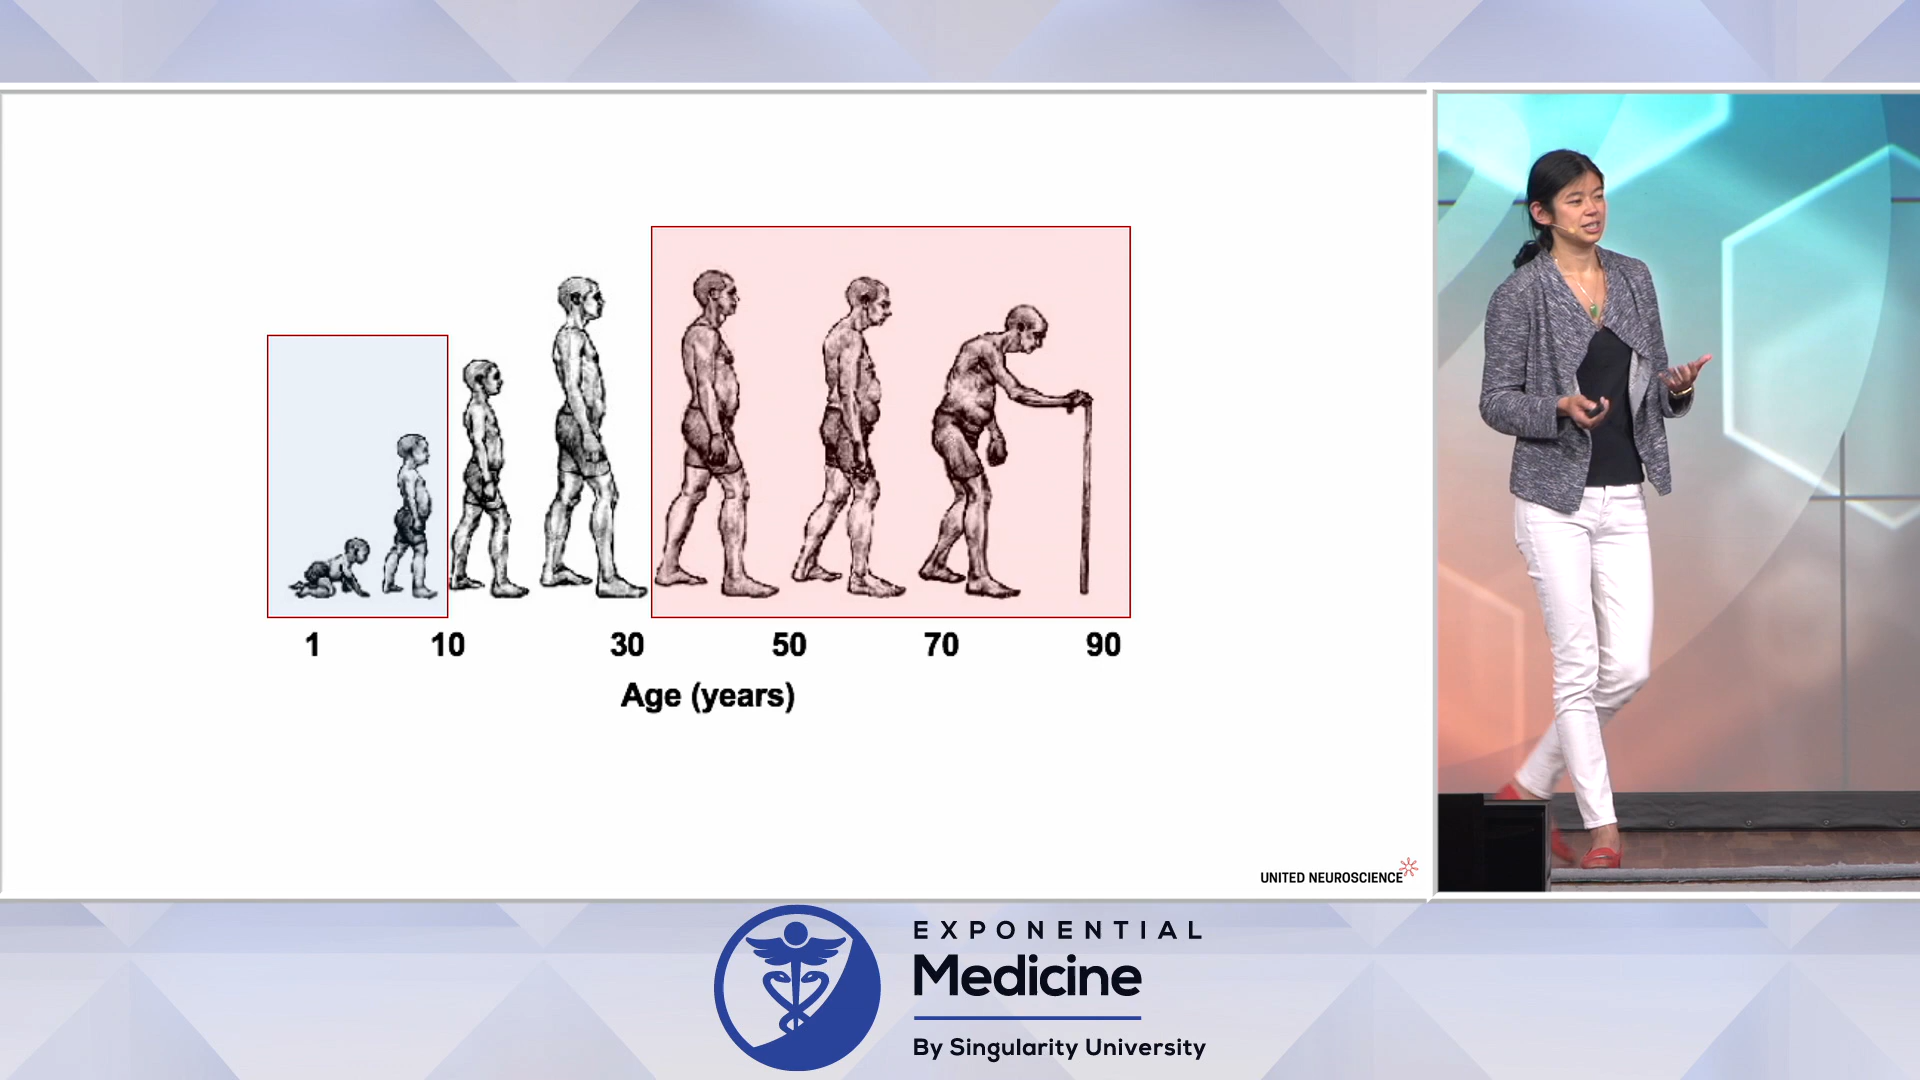 1 10 30 50 70 90
Age (years)
UNITED NEUROSCIENCE
EXPONENTIAL
Medicine
By Singularity University